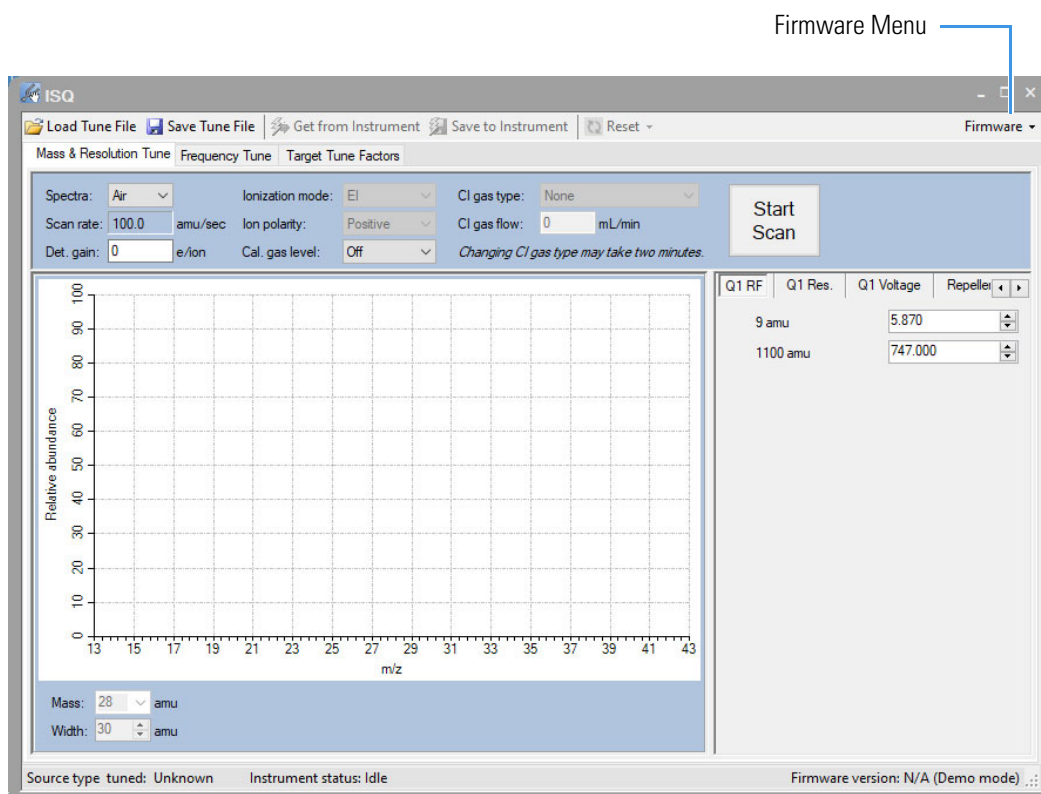 Firmware Menu
ISQ
Load Tune File Save Tune File Get from Instrument Save to Instrument Reset Firmware
Mass & Resolution Tune Frequency Tune Target Tune Factors
Spectra: Air Ionization mode: EI CI gas type: None
Scan rate: 100.0 amu/sec Ion polarity: Positive CI gas flow: 0 mL/min
Det. gain: 0 e/ion Cal. gas level: Off Changing CI gas type may take two minutes.
Start
Scan
Q1 RF Q1 Res. Q1 Voltage Repeller
9 amu 5.870
1100 amu 747.000
Relative abundance
100
90
80
70
60
50
40
30
20
10
0
13 15 17 19 21 23 25 27 29 31 33 35 37 39 41 43
m/z
Mass: 28 amu
Width: 30 amu
Source type tuned: Unknown Instrument status: Idle Firmware version: N/A (Demo mode)